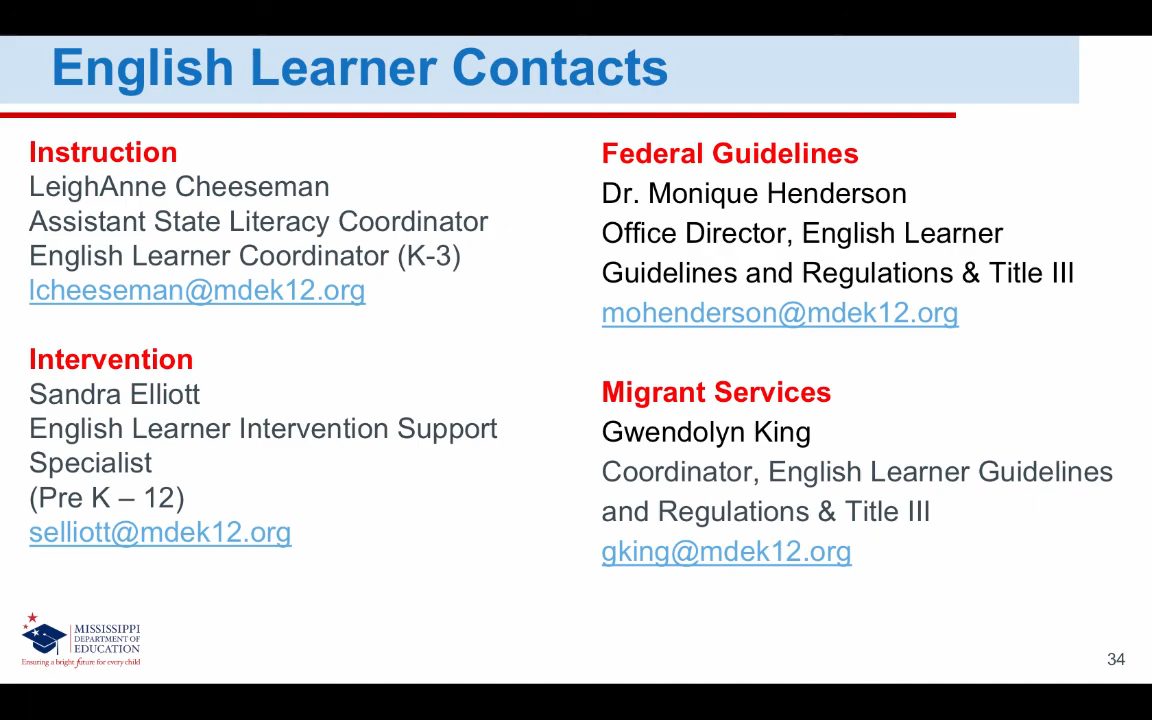 English Learner Contacts
Instruction
LeighAnne Cheeseman
Assistant State Literacy Coordinator
English Learner Coordinator (K-3)
lcheeseman@mdek12.org
Intervention
Sandra Elliott
English Learner Intervention Support
Specialist
(Pre K – 12)
selliott@mdek12.org
Federal Guidelines
Dr. Monique Henderson
Office Director, English Learner
Guidelines and Regulations & Title III
mohenderson@mdek12.org
Migrant Services
Gwendolyn King
Coordinator, English Learner Guidelines
and Regulations & Title III
gking@mdek12.org
MISSISSIPPI
DEPARTMENT OF
EDUCATION
Ensuring a bright future for every child
34